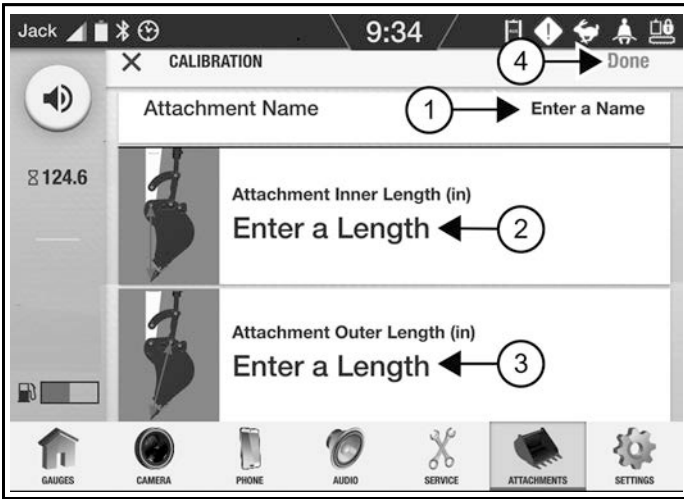 Jack 9:34
CALIBRATION 4 Done
Attachment Name 1 Enter a Name
124.6
Attachment Inner Length (in)
Enter a Length 2
Attachment Outer Length (in)
Enter a Length 3
GAUGES CAMERA PHONE AUDIO SERVICE ATTACHMENTS SETTINGS